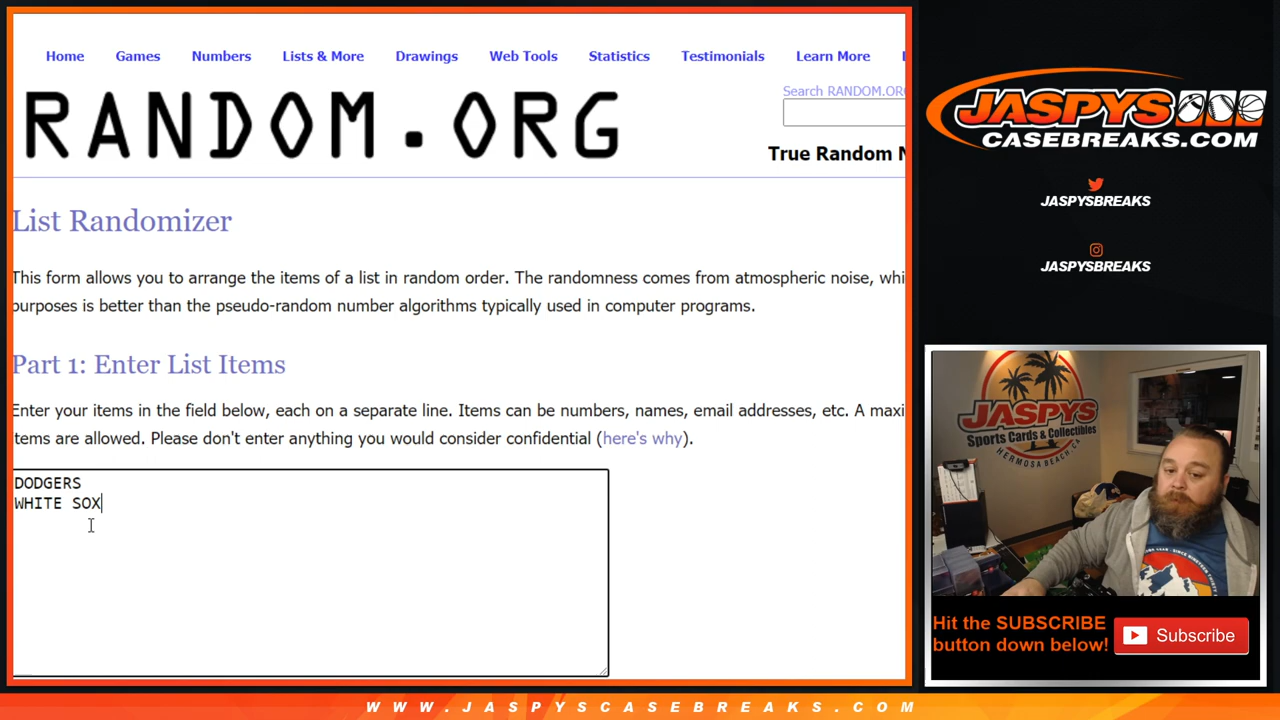 Home Games Numbers Lists & More Drawings Web Tools Statistics Testimonials Learn More
RANDOM.ORG
Search RANDOM.ORG
True Random N
List Randomizer
This form allows you to arrange the items of a list in random order. The randomness comes from atmospheric noise, whi
purposes is better than the pseudo-random number algorithms typically used in computer programs.
Part 1: Enter List Items
Enter your items in the field below, each on a separate line. Items can be numbers, names, email addresses, etc. A maxi
items are allowed. Please don't enter anything you would consider confidential (here's why).
DODGERS
WHITE SOX
JASPYS
CASEBREAKS.COM
JASPYSBREAKS
JASPYSBREAKS
JASPYS
Sports Cards & Collectibles
HERMOSA BEACH, CA
Hit the SUBSCRIBE
button down below!
Subscribe
WWW.JASPYSCASEBREAKS.COM